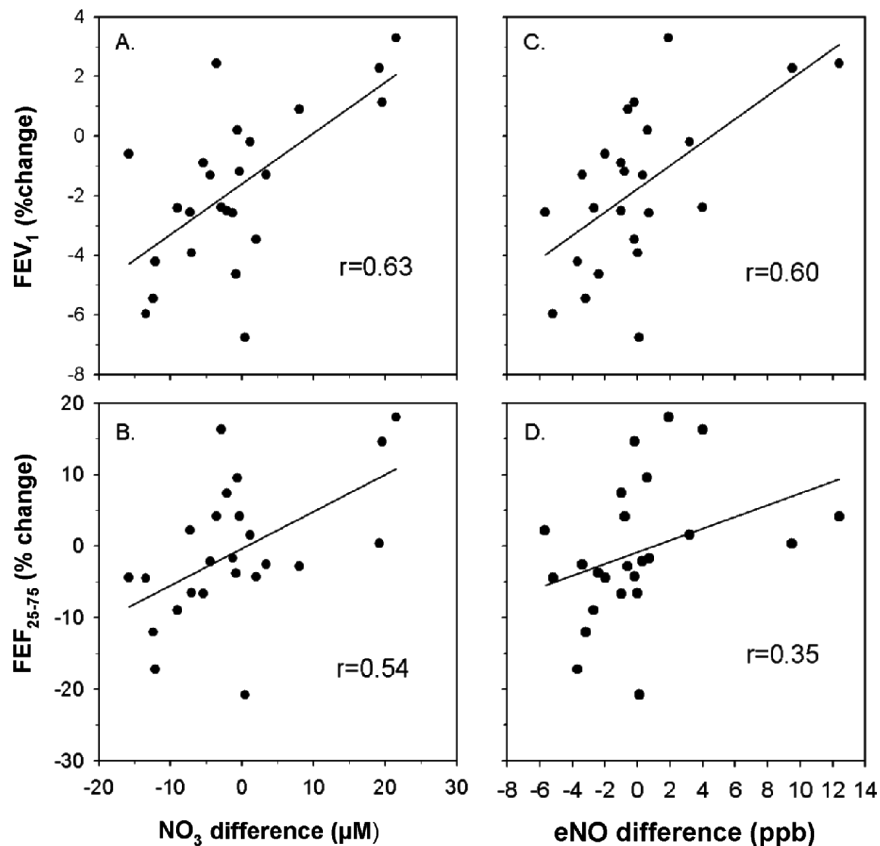 A.
C.
FEV₁ (%change)
4
2
0
-2
-4
-6
-8
r=0.63
r=0.60
B.
D.
FEF₂₅₋₇₅ (% change)
20
10
0
-10
-20
-30
r=0.54
r=0.35
-20 -10 0 10 20 30
-8 -6 -4 -2 0 2 4 6 8 10 12 14
NO₃ difference (µM)
eNO difference (ppb)